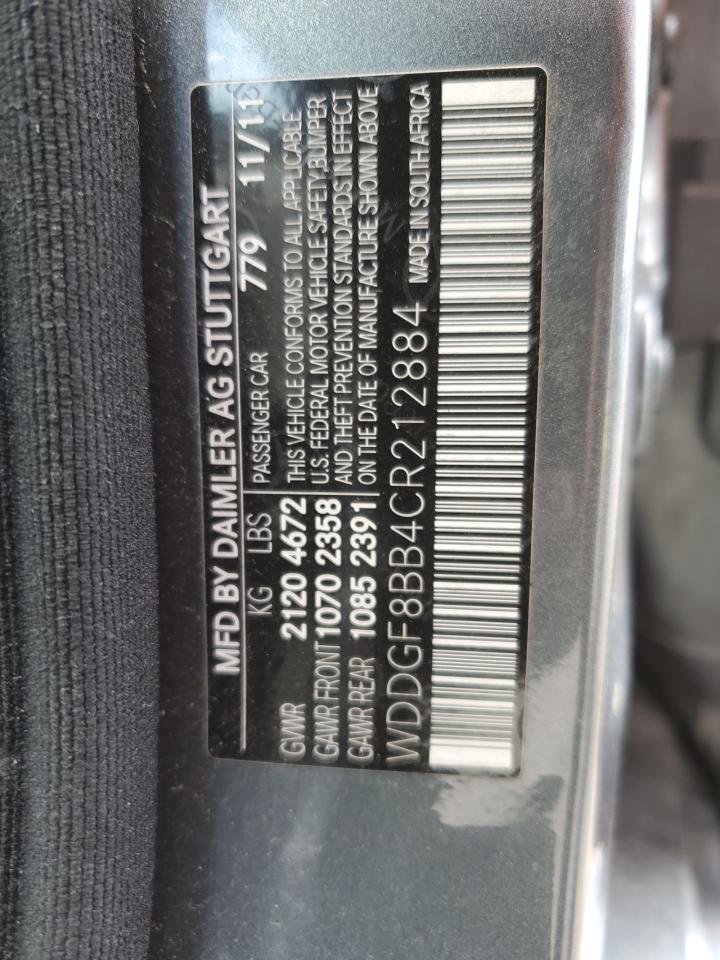 MFD BY DAIMLER AG STUTTGART
KG LBS PASSENGER CAR 779 11/11
GVWR 2120 4672 THIS VEHICLE CONFORMS TO ALL APPLICABLE
GAWR FRONT 1070 2358 U.S. FEDERAL MOTOR VEHICLE, SAFETY, BUMPER
GAWR REAR 1085 2391 AND THEFT PREVENTION STANDARDS IN EFFECT
ON THE DATE OF MANUFACTURE SHOWN ABOVE
WDDGF8BB4CR212884 MADE IN SOUTH AFRICA